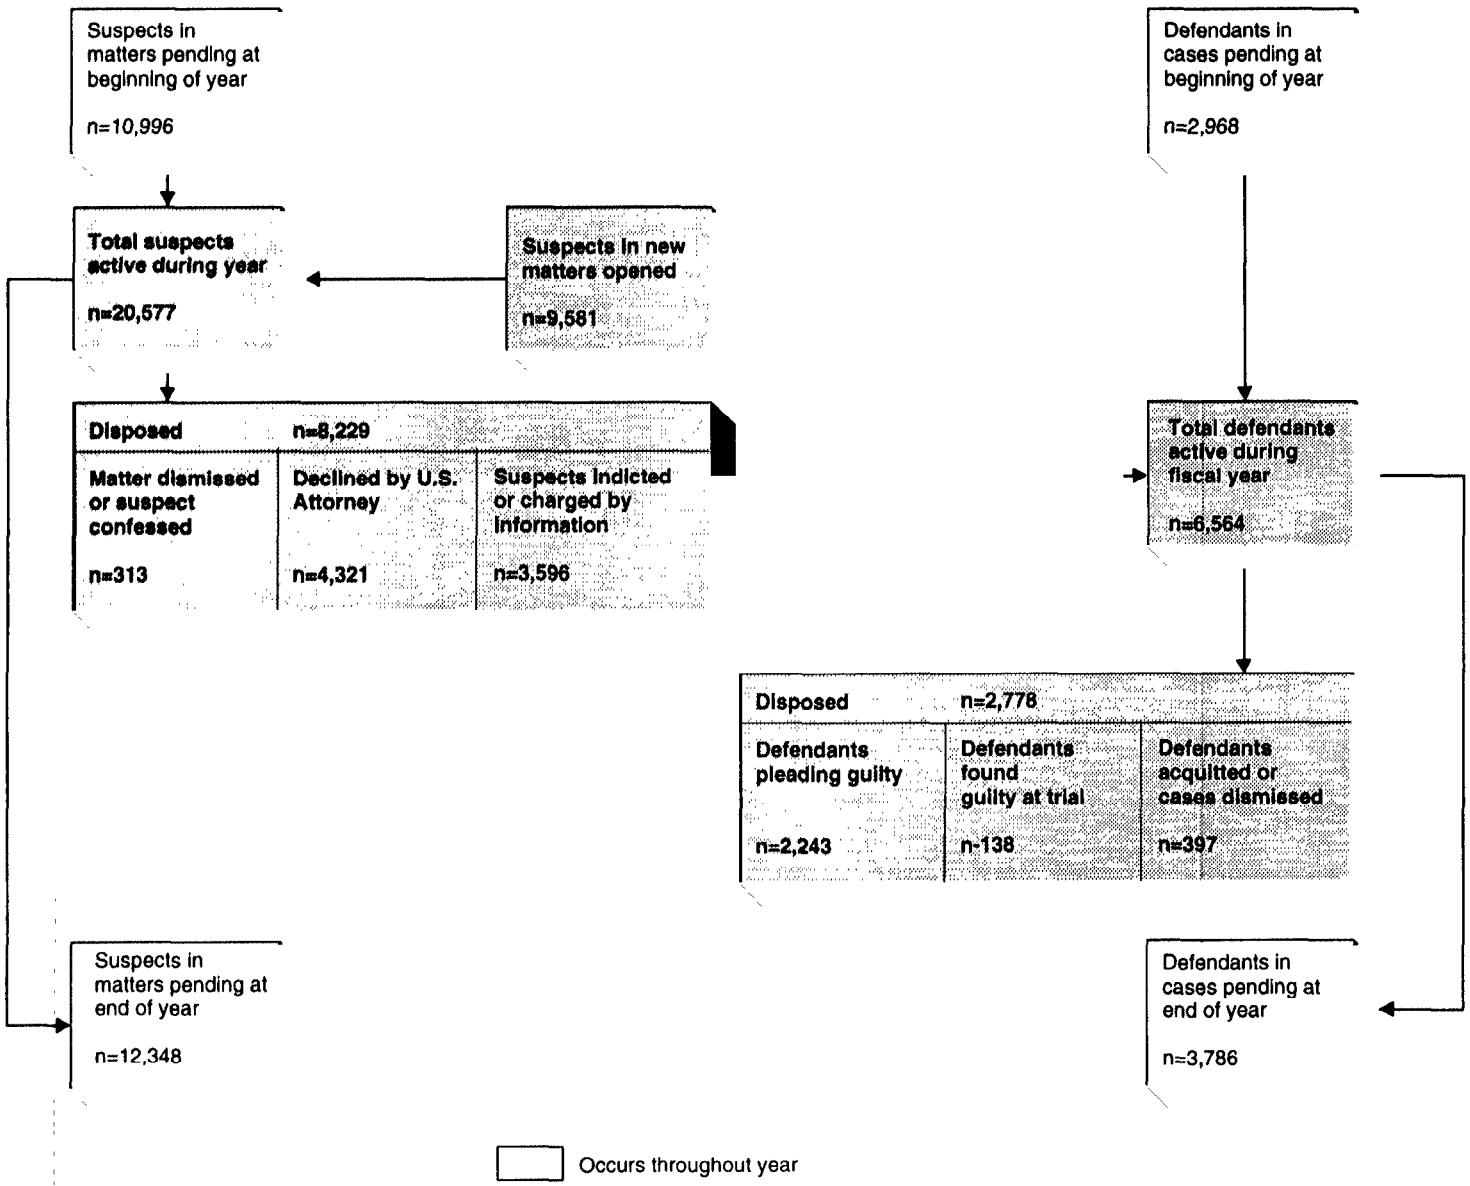 Suspects in
matters pending at
beginning of year
n=10,996
Defendants in
cases pending at
beginning of year
n=2,968
Total suspects
active during year
n=20,577
Suspects in new
matters opened
n=9,581
Disposed n=8,229
Matter dismissed
or suspect
confessed
n=313
Declined by U.S.
Attorney
n=4,321
Suspects indicted
or charged by
information
n=3,596
Total defendants
active during
fiscal year
n=6,564
Disposed n=2,778
Defendants
pleading guilty
n=2,243
Defendants
found
guilty at trial
n-138
Defendants
acquitted or
cases dismissed
n=397
Suspects in
matters pending at
end of year
n=12,348
Defendants in
cases pending at
end of year
n=3,786
Occurs throughout year